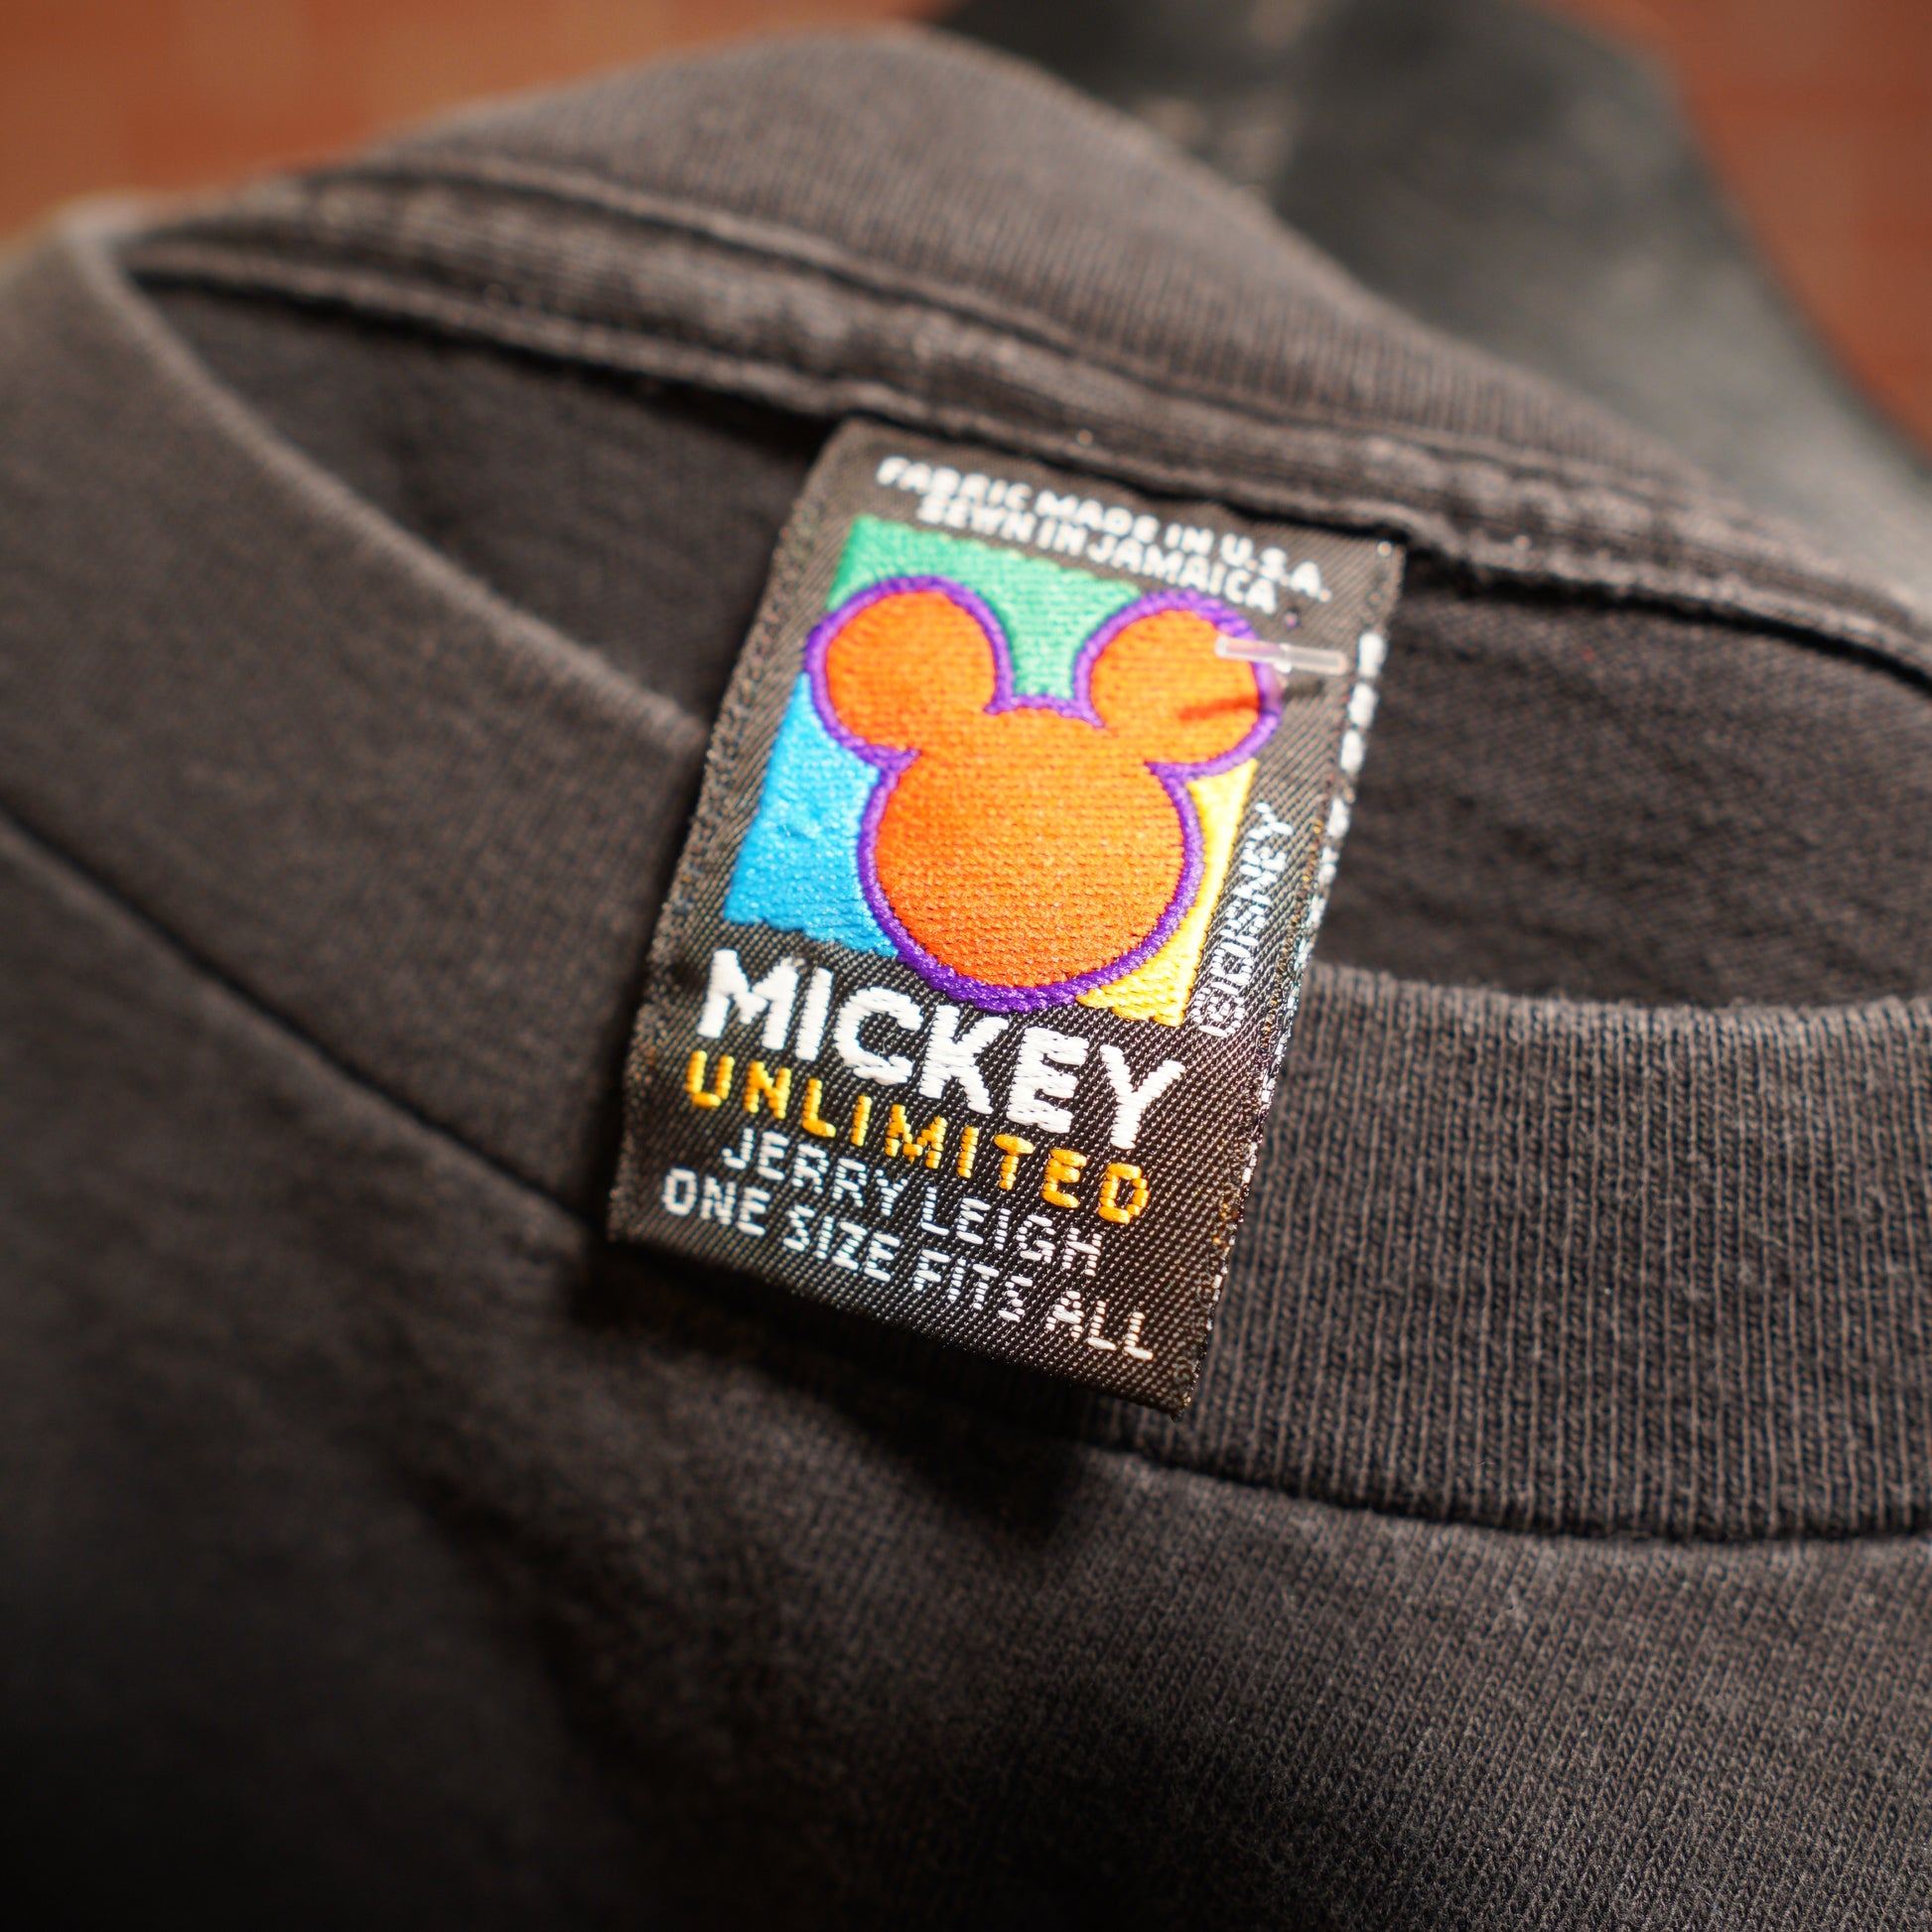 FABRIC MADE IN U.S.A.
SEWN IN JAMAICA
©DISNEY
MICKEY
UNLIMITED
JERRY LEIGH
ONE SIZE FITS ALL